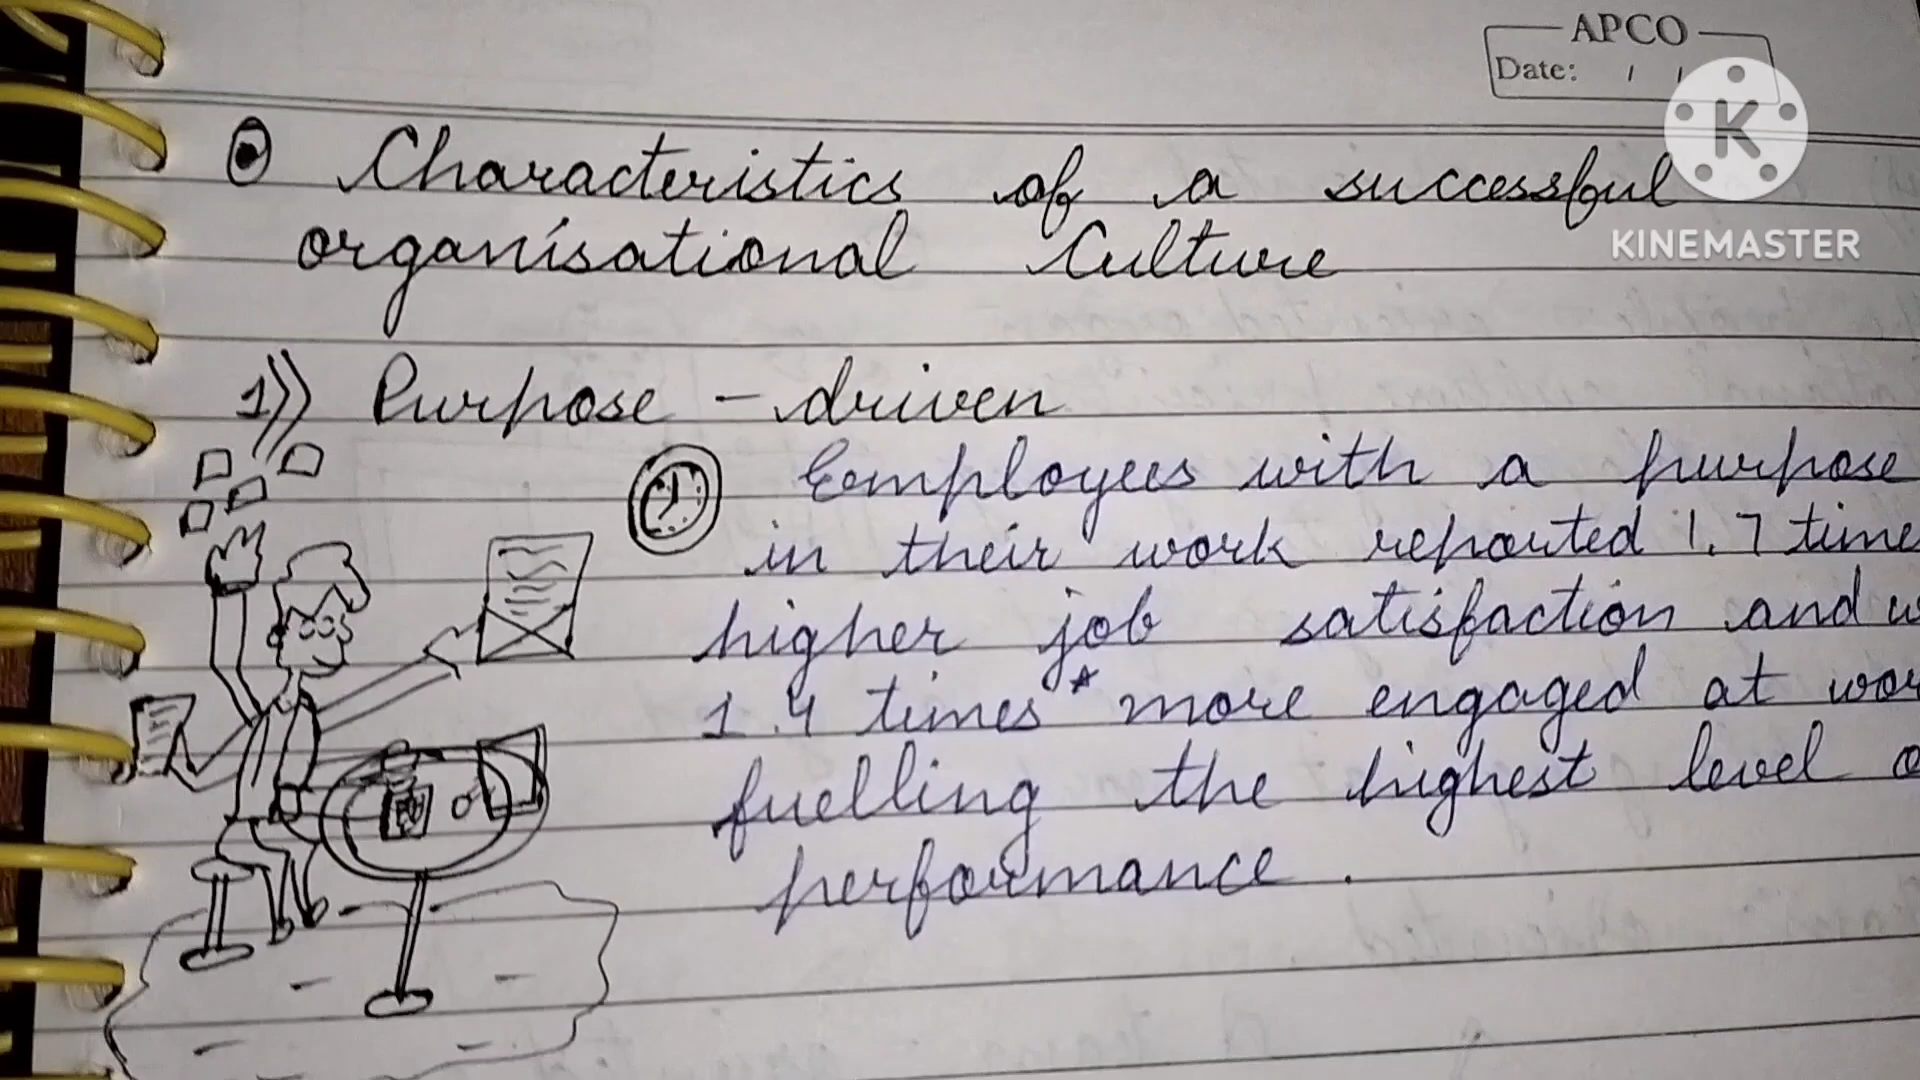 APCO
Date: / /
K
KINEMASTER
Characteristics of a successful
organisational Culture
1)) Purpose - driven
Employees with a purpose
in their work reported 1.7 time
higher job satisfaction and w
1.4 times* more engaged at wor
fuelling the highest level o
performance.